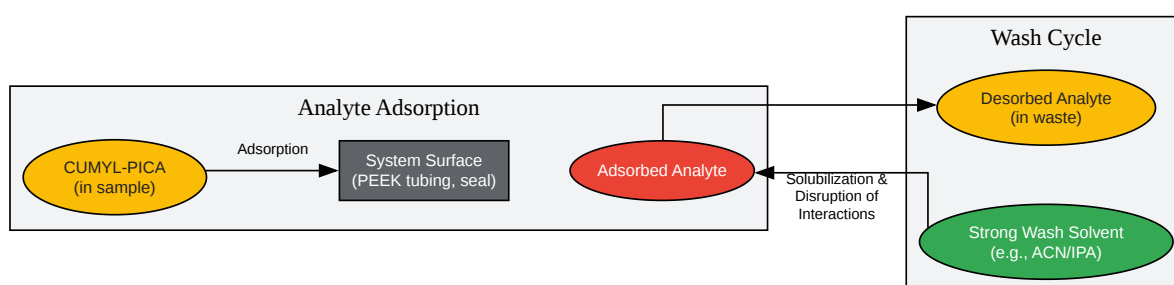 Wash Cycle
Analyte Adsorption
Desorbed Analyte
(in waste)
CUMYL-PICA
(in sample)
Adsorption
System Surface
(PEEK tubing, seal)
Adsorbed Analyte
Solubilization &
Disruption of
Interactions
Strong Wash Solvent
(e.g., ACN/IPA)